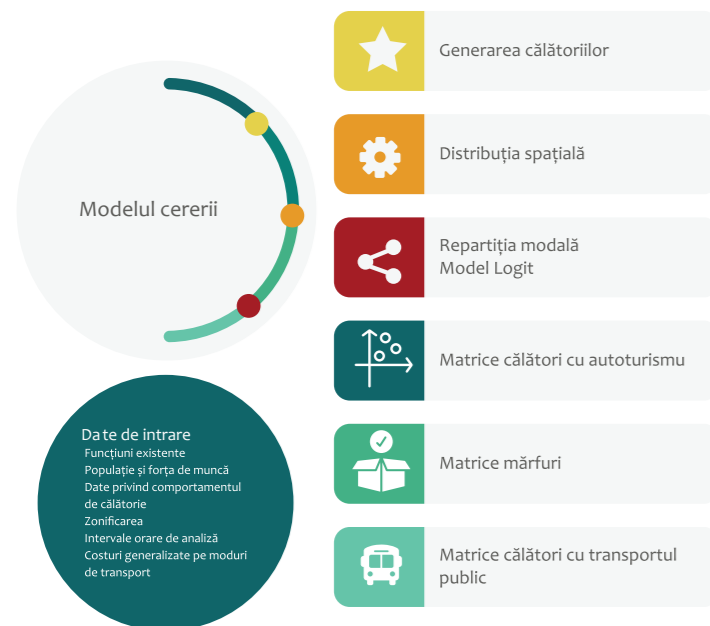 Modelul cererii
Date de intrare
Funcțiuni existente
Populație și forța de muncă
Date privind comportamentul
de călătorie
Zonificarea
Intervale orare de analiză
Costuri generalizate pe moduri
de transport
Generarea călătoriilor
Distribuția spațială
Repartiția modală
Model Logit
Matrice călători cu autoturismu
Matrice mărfuri
Matrice călători cu transportul
public